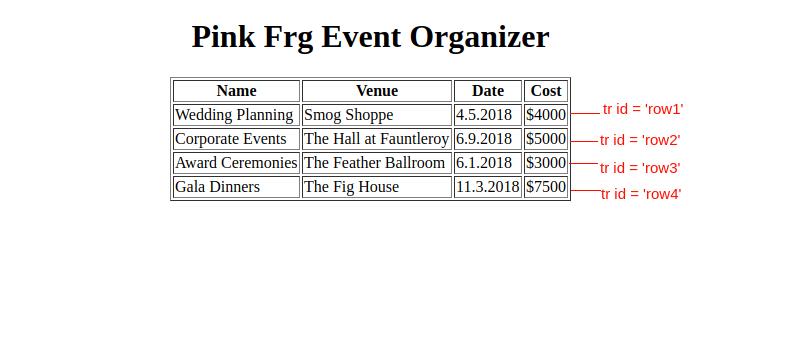 Pink Frg Event Organizer
Name Venue Date Cost
Wedding Planning Smog Shoppe 4.5.2018 $4000 tr id = 'row1'
Corporate Events The Hall at Fauntleroy 6.9.2018 $5000 tr id = 'row2'
Award Ceremonies The Feather Ballroom 6.1.2018 $3000 tr id = 'row3'
Gala Dinners The Fig House 11.3.2018 $7500 tr id = 'row4'